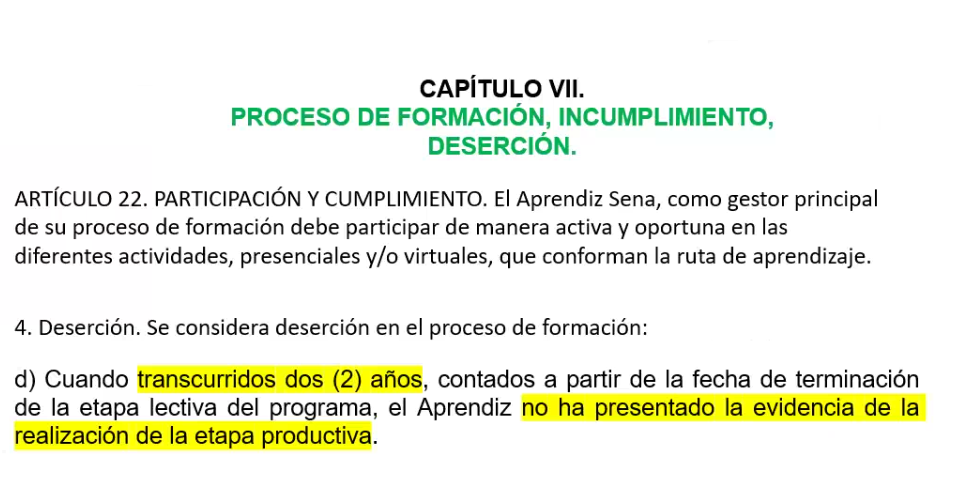 CAPÍTULO VII.
PROCESO DE FORMACIÓN, INCUMPLIMIENTO,
DESERCIÓN.
ARTÍCULO 22. PARTICIPACIÓN Y CUMPLIMIENTO. El Aprendiz Sena, como gestor principal
de su proceso de formación debe participar de manera activa y oportuna en las
diferentes actividades, presenciales y/o virtuales, que conforman la ruta de aprendizaje.
4. Deserción. Se considera deserción en el proceso de formación:
d) Cuando transcurridos dos (2) años, contados a partir de la fecha de terminación
de la etapa lectiva del programa, el Aprendiz no ha presentado la evidencia de la
realización de la etapa productiva.